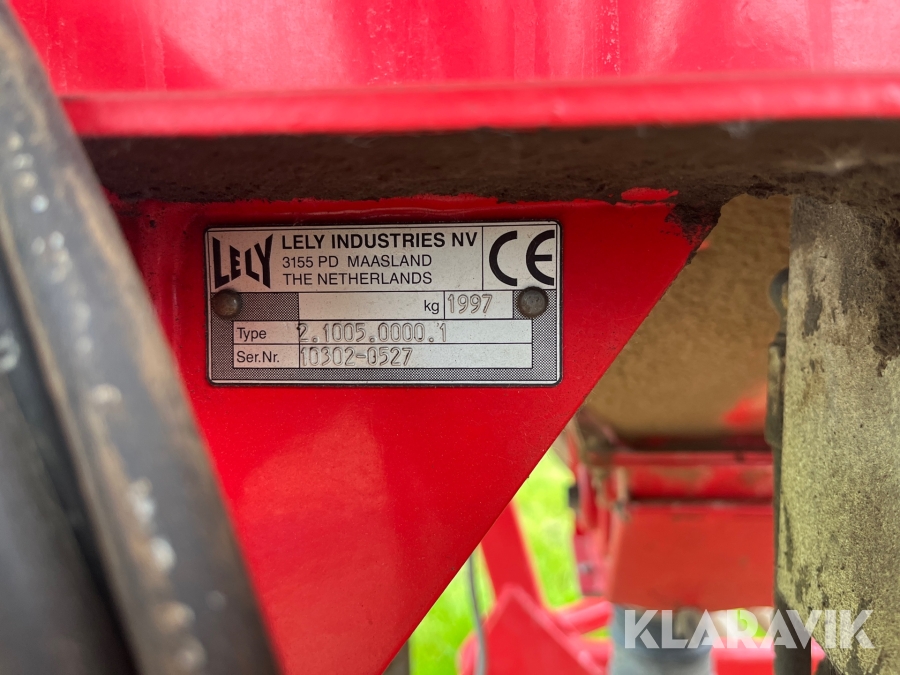 LELY
LELY INDUSTRIES NV
3155 PD MAASLAND
THE NETHERLANDS
CE
kg 1997
Type 2.1005.0000.1
Ser.Nr. 10302-0527
KLARAVIK